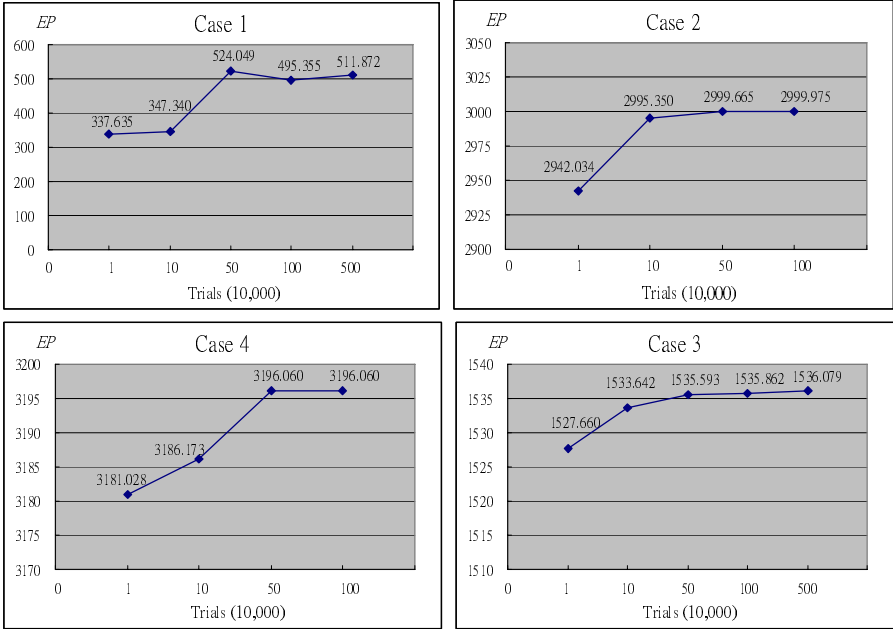 EP
Case 1
600
500
400
300
200
100
0
337.635
347.340
524.049
495.355
511.872
0 1 10 50 100 500
Trials (10,000)
EP
Case 2
3050
3025
3000
2975
2950
2925
2900
2942.034
2995.350
2999.665
2999.975
0 1 10 50 100
Trials (10,000)
EP
Case 4
3200
3195
3190
3185
3180
3175
3170
3181.028
3186.173
3196.060
3196.060
0 1 10 50 100
Trials (10,000)
EP
Case 3
1540
1535
1530
1525
1520
1515
1510
1527.660
1533.642
1535.593
1535.862
1536.079
0 1 10 50 100 500
Trials (10,000)